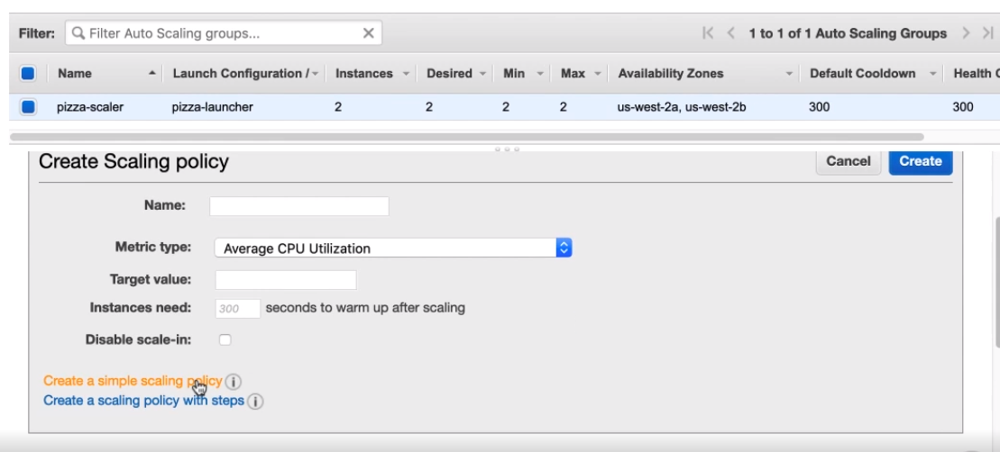 Filter: Filter Auto Scaling groups... 1 to 1 of 1 Auto Scaling Groups
Name Launch Configuration / Instances Desired Min Max Availability Zones Default Cooldown Health C
pizza-scaler pizza-launcher 2 2 2 2 us-west-2a, us-west-2b 300 300
Create Scaling policy Cancel Create
Name:
Metric type: Average CPU Utilization
Target value:
Instances need: 300 seconds to warm up after scaling
Disable scale-in:
Create a simple scaling policy
Create a scaling policy with steps